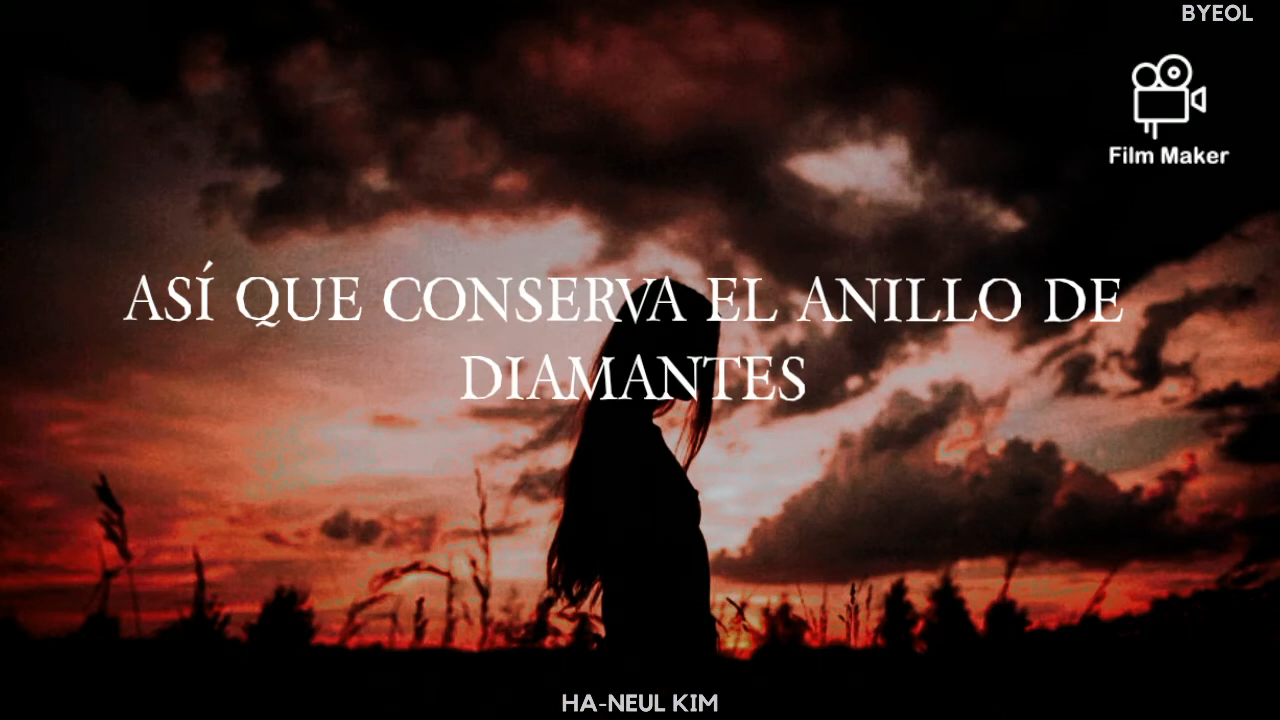 BYEOL
Film Maker
ASÍ QUE CONSERVA EL ANILLO DE
DIAMANTES
HA-NEUL KIM